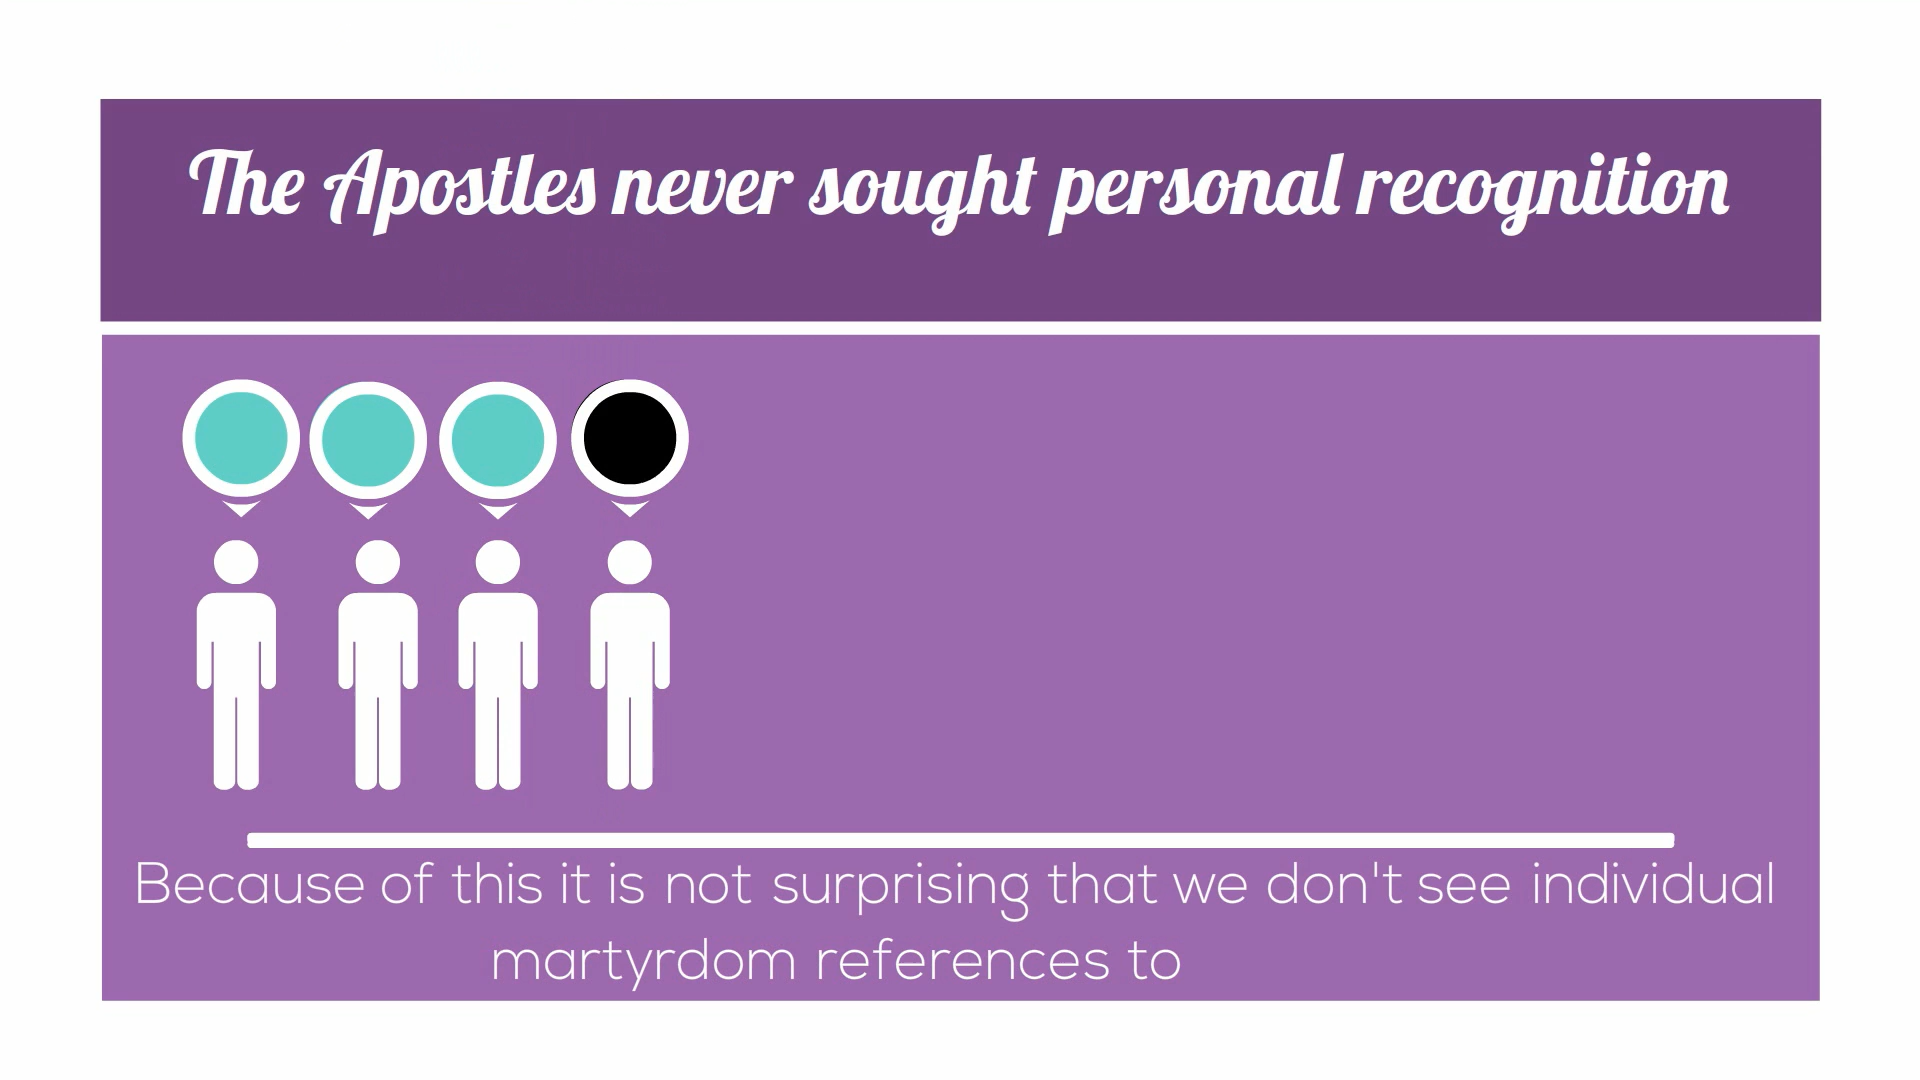 The Apostles never sought personal recognition
Because of this it is not surprising that we don't see individual
martyrdom references to